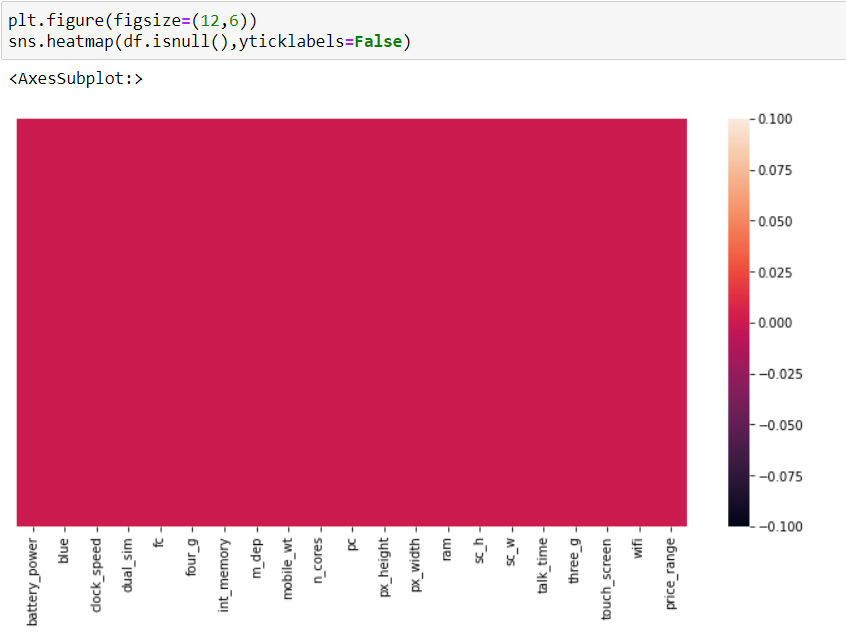 plt.figure(figsize=(12,6))
sns.heatmap(df.isnull(),yticklabels=False)
<AxesSubplot:>
0.100
0.075
0.050
0.025
0.000
−0.025
−0.050
−0.075
−0.100
battery_power
blue
clock_speed
dual_sim
fc
four_g
int_memory
m_dep
mobile_wt
n_cores
pc
px_height
px_width
ram
sc_h
sc_w
talk_time
three_g
touch_screen
wifi
price_range